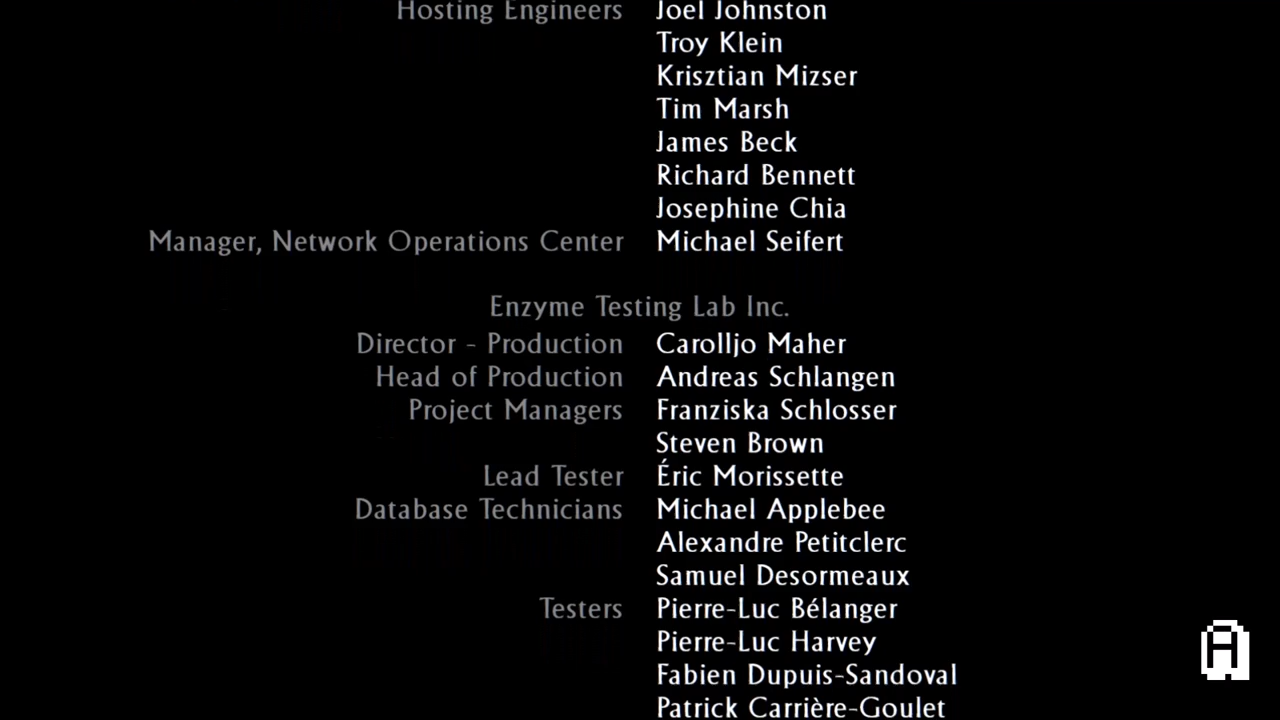 Hosting Engineers Joel Johnston
Troy Klein
Krisztian Mizser
Tim Marsh
James Beck
Richard Bennett
Josephine Chia
Manager, Network Operations Center Michael Seifert
Enzyme Testing Lab Inc.
Director - Production Carolljo Maher
Head of Production Andreas Schlangen
Project Managers Franziska Schlosser
Steven Brown
Lead Tester Éric Morissette
Database Technicians Michael Applebee
Alexandre Petitclerc
Samuel Desormeaux
Testers Pierre-Luc Bélanger
Pierre-Luc Harvey
Fabien Dupuis-Sandoval
Patrick Carrière-Goulet
A